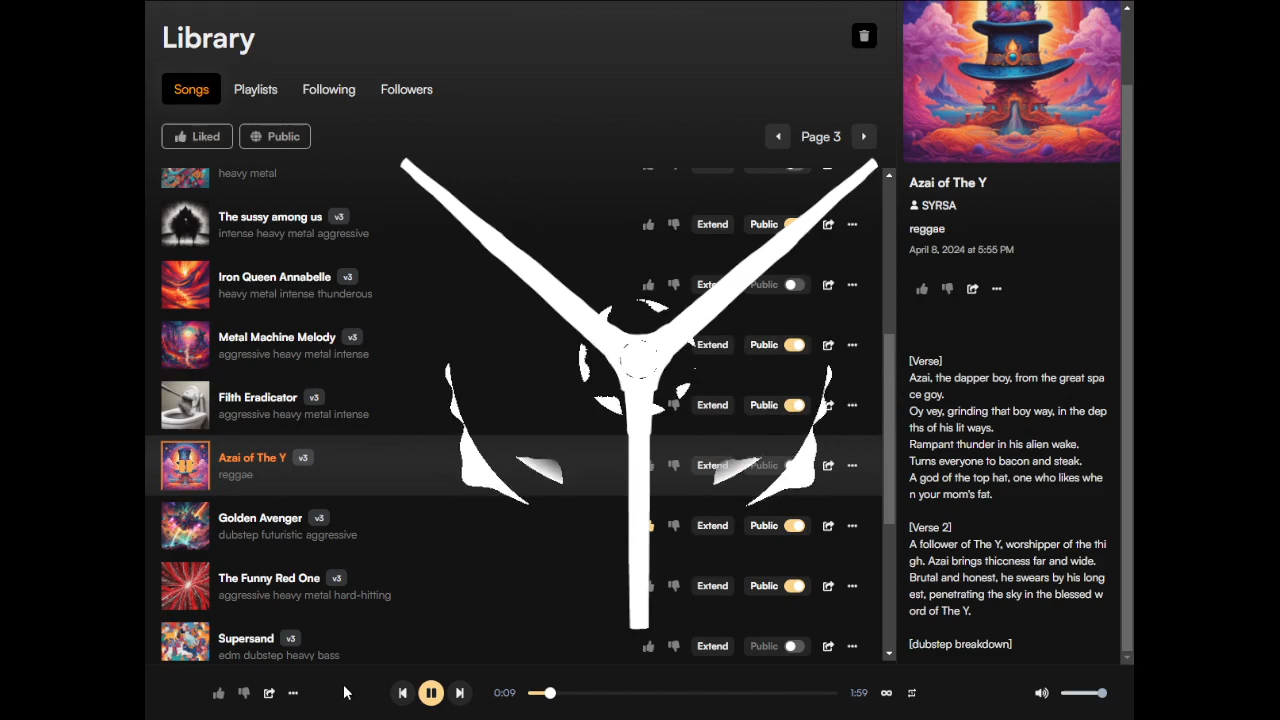 Library
Songs Playlists Following Followers
Liked Public Page 3
heavy metal
The sussy among us v3
intense heavy metal aggressive
Extend Public
Iron Queen Annabelle v3
heavy metal intense thunderous
Public
Metal Machine Melody v3
aggressive heavy metal intense
Extend Public
Filth Eradicator v3
aggressive heavy metal intense
Extend Public
Azai of The Y v3
reggae
Extend Public
Golden Avenger v3
dubstep futuristic aggressive
Extend Public
The Funny Red One v3
aggressive heavy metal hard-hitting
Extend Public
Supersand v3
edm dubstep heavy bass
Extend Public
0:09 1:59
Azai of The Y
SYRSA
reggae
April 8, 2024 at 5:55 PM
[Verse]
Azai, the dapper boy, from the great spa
ce goy.
Oy vey, grinding that boy way, in the dep
ths of his lit ways.
Rampant thunder in his alien wake.
Turns everyone to bacon and steak.
A god of the top hat, one who likes whe
n your mom's fat.
[Verse 2]
A follower of The Y, worshipper of the thi
gh. Azai brings thiccness far and wide.
Brutal and honest, he swears by his long
est, penetrating the sky in the blessed w
ord of The Y.
[dubstep breakdown]